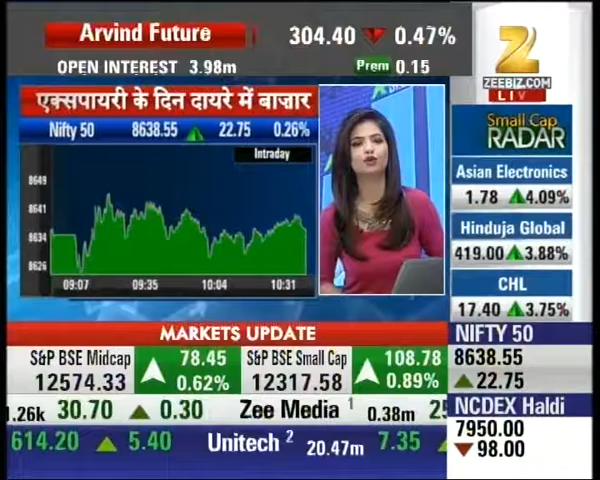 Arvind Future 304.40 0.47%
OPEN INTEREST 3.98m Prem 0.15
ZEEBIZ.COM
LIVE
एक्सपायरी के दिन दायरे में बाज़ार
Nifty 50 8638.55 22.75 0.26%
Intraday
8649
8641
8634
8626
09:07 09:35 10:04 10:31
Small Cap
RADAR
Asian Electronics
1.78 4.09%
Hinduja Global
419.00 3.88%
CHL
17.40 3.75%
MARKETS UPDATE
S&P BSE Midcap 78.45 S&P BSE Small Cap 108.78
12574.33 0.62% 12317.58 0.89%
NIFTY 50
8638.55
22.75
1.26k 30.70 0.30 Zee Media 1 0.38m 25
614.20 5.40 Unitech 2 20.47m 7.35
NCDEX Haldi
7950.00
98.00